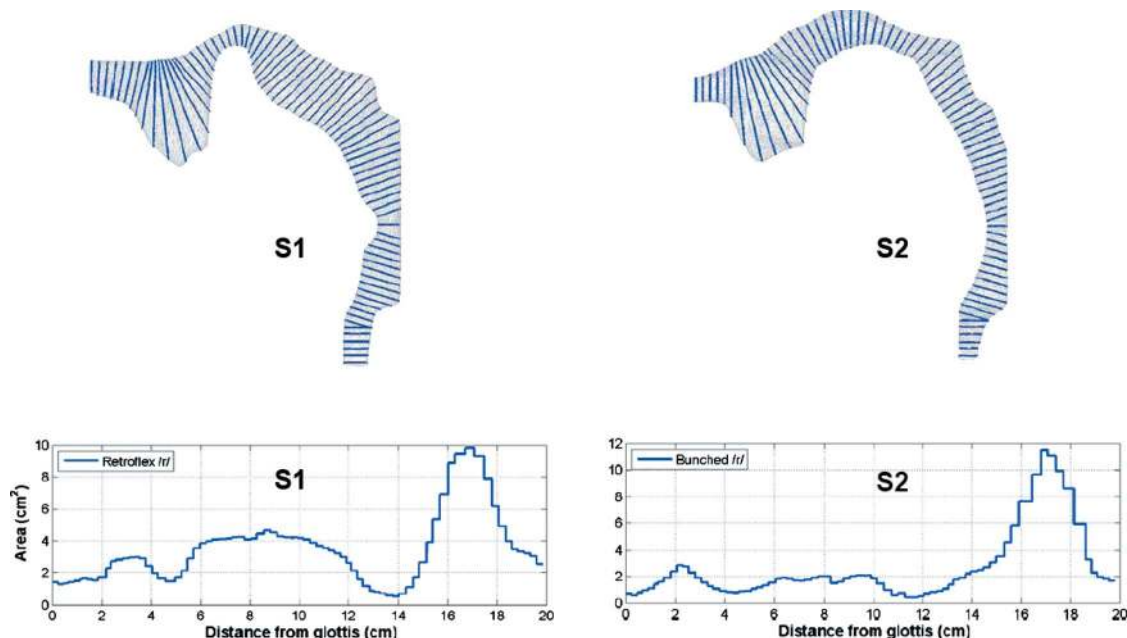 S1
S2
Retroflex /r/
S1
Area (cm²)
10
8
6
4
2
0
0 2 4 6 8 10 12 14 16 18 20
Distance from glottis (cm)
Bunched /r/
S2
12
10
8
6
4
2
0
0 2 4 6 8 10 12 14 16 18 20
Distance from glottis (cm)